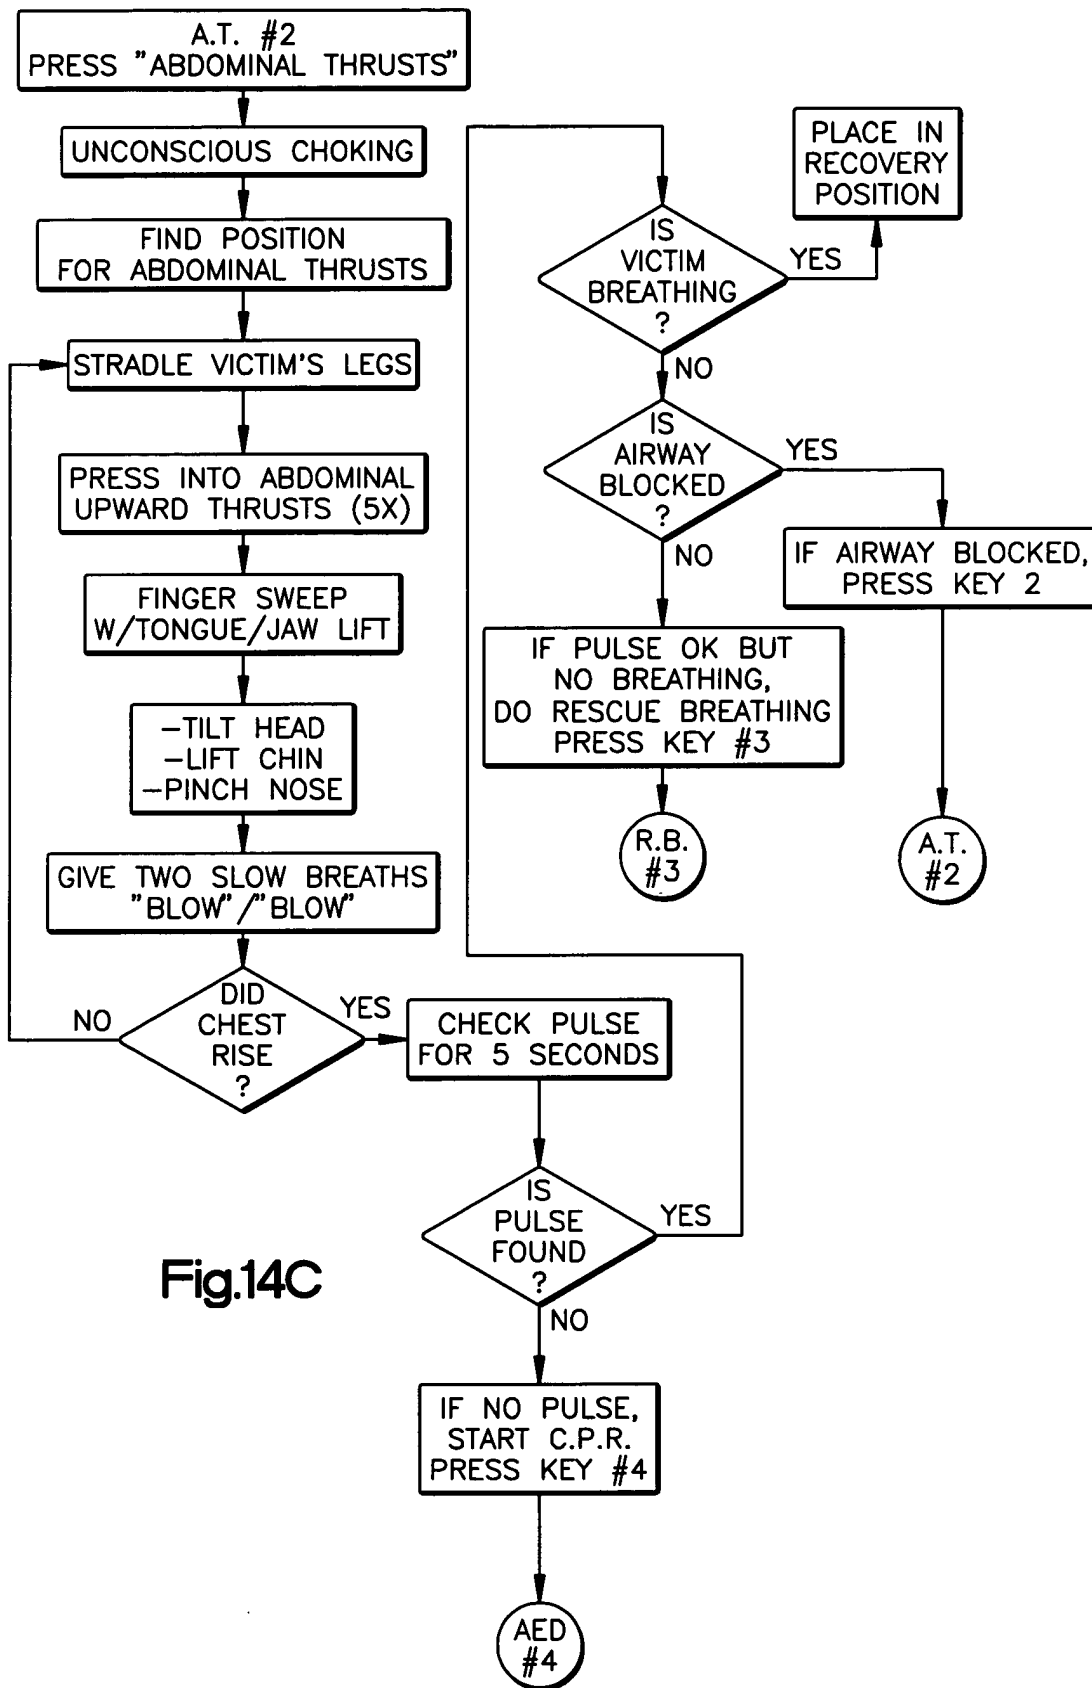 A.T. #2
PRESS "ABDOMINAL THRUSTS"
UNCONSCIOUS CHOKING
FIND POSITION
FOR ABDOMINAL THRUSTS
STRADLE VICTIM'S LEGS
PRESS INTO ABDOMINAL
UPWARD THRUSTS (5X)
FINGER SWEEP
W/TONGUE/JAW LIFT
-TILT HEAD
-LIFT CHIN
-PINCH NOSE
GIVE TWO SLOW BREATHS
"BLOW"/"BLOW"
DID
CHEST
RISE
?
NO
YES
CHECK PULSE
FOR 5 SECONDS
IS
PULSE
FOUND
?
YES
NO
IF NO PULSE,
START C.P.R.
PRESS KEY #4
AED
#4
IS
VICTIM
BREATHING
?
YES
PLACE IN
RECOVERY
POSITION
NO
IS
AIRWAY
BLOCKED
?
YES
IF AIRWAY BLOCKED,
PRESS KEY 2
A.T.
#2
NO
IF PULSE OK BUT
NO BREATHING,
DO RESCUE BREATHING
PRESS KEY #3
R.B.
#3
Fig.14C